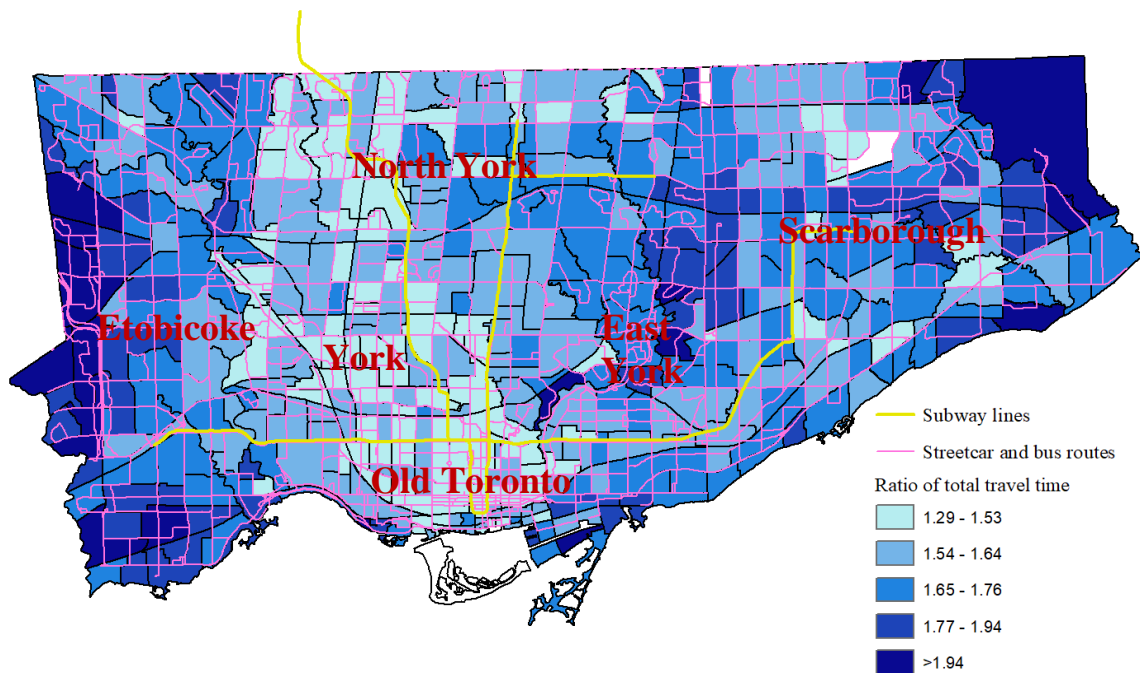 North York
Scarborough
Etobicoke
East
York
York
Old Toronto
Subway lines
Streetcar and bus routes
Ratio of total travel time
1.29 - 1.53
1.54 - 1.64
1.65 - 1.76
1.77 - 1.94
>1.94